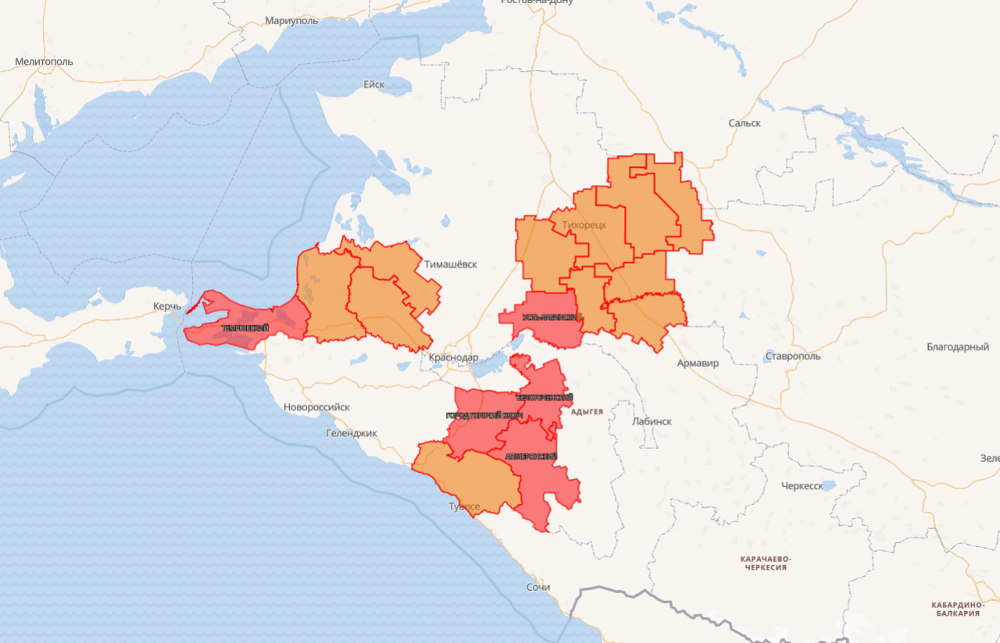 Ростов-на-Дону
Мариуполь
Мелитополь
Ейск
Сальск
Тихорецк
Тимашёвск
Керчь
ТЕМРЮКСКИЙ
УСТЬ-ЛАБИНСКИЙ
Краснодар
Армавир
Ставрополь
Благодарный
Новороссийск
БЕЛОРЕЧЕНСКИЙ
ГОРОД ГОРЯЧИЙ КЛЮЧ
АДЫГЕЯ
Лабинск
Геленджик
АПШЕРОНСКИЙ
Зеле
Черкесск
Туапсе
КАРАЧАЕВО-
ЧЕРКЕСИЯ
Сочи
КАБАРДИНО-
БАЛКАРИЯ